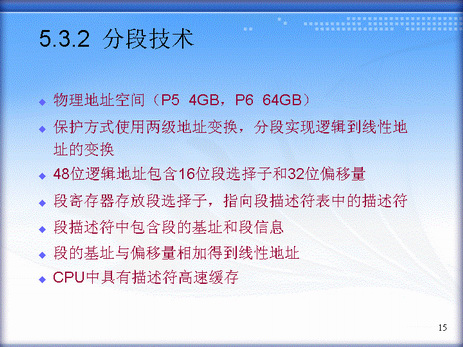 5.3.2 分段技术
物理地址空间（P5 4GB，P6 64GB）
保护方式使用两级地址变换，分段实现逻辑到线性地
址的变换
48位逻辑地址包含16位段选择子和32位偏移量
段寄存器存放段选择子，指向段描述符表中的描述符
段描述符中包含段的基址和段信息
段的基址与偏移量相加得到线性地址
CPU中具有描述符高速缓存
15